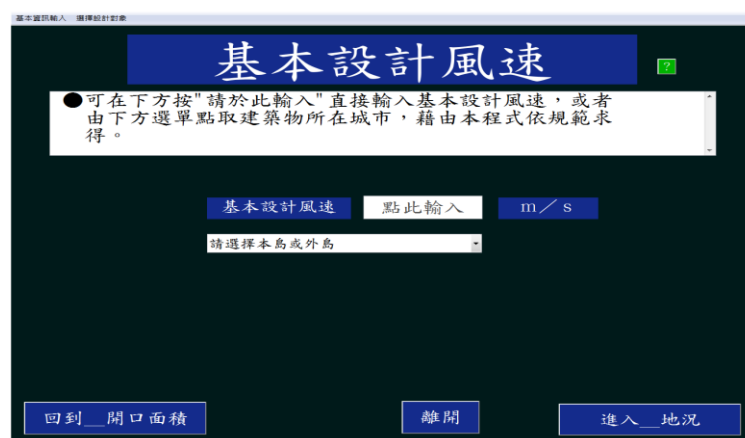 基本資訊輸入 選擇設計對象
基本設計風速
?
●可在下方按"請於此輸入"直接輸入基本設計風速，或者
由下方選單點取建築物所在城市，藉由本程式依規範求
得。
基本設計風速 點此輸入 m／s
請選擇本島或外島
回到__開口面積 離開 進入__地況